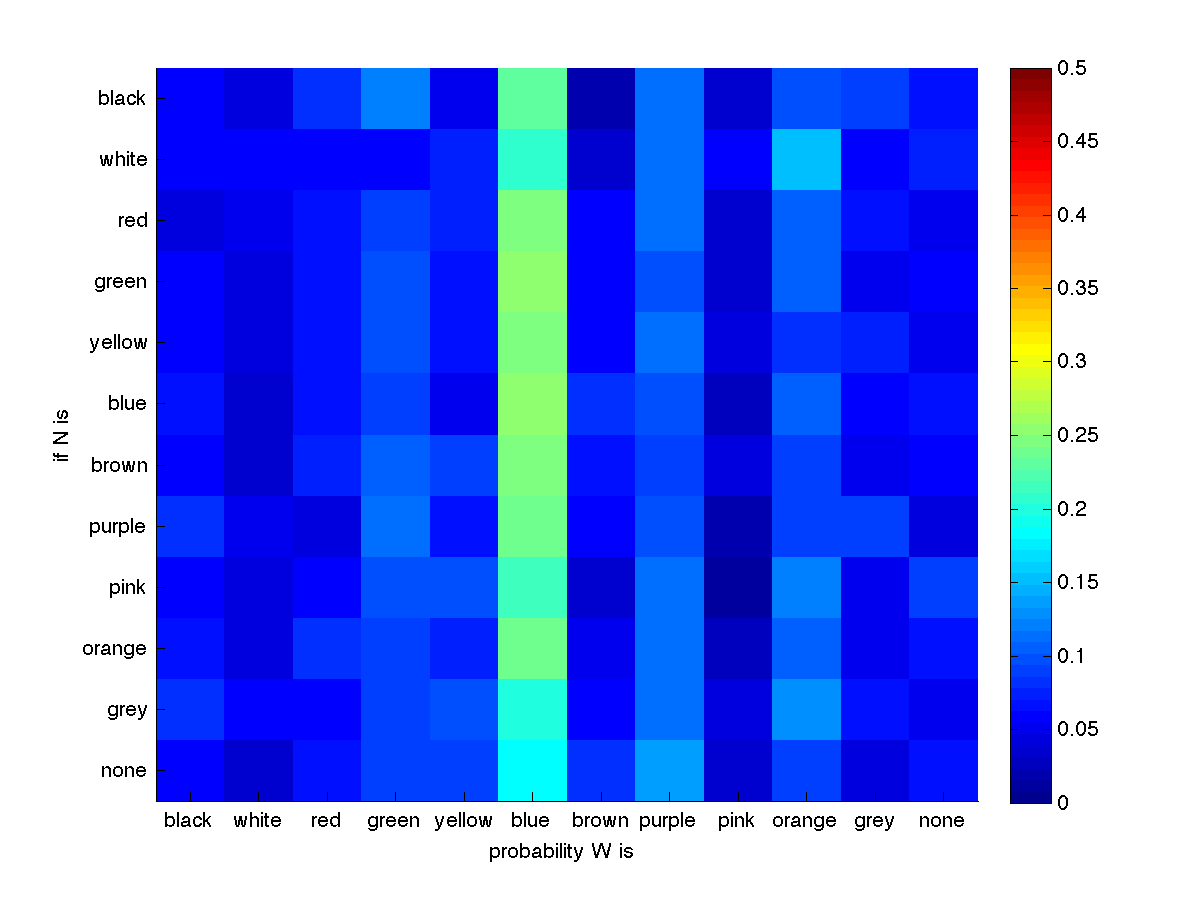 black
white
red
green
yellow
blue
brown
purple
pink
orange
grey
none
if N is
black white red green yellow blue brown purple pink orange grey none
probability W is
0.5
0.45
0.4
0.35
0.3
0.25
0.2
0.15
0.1
0.05
0